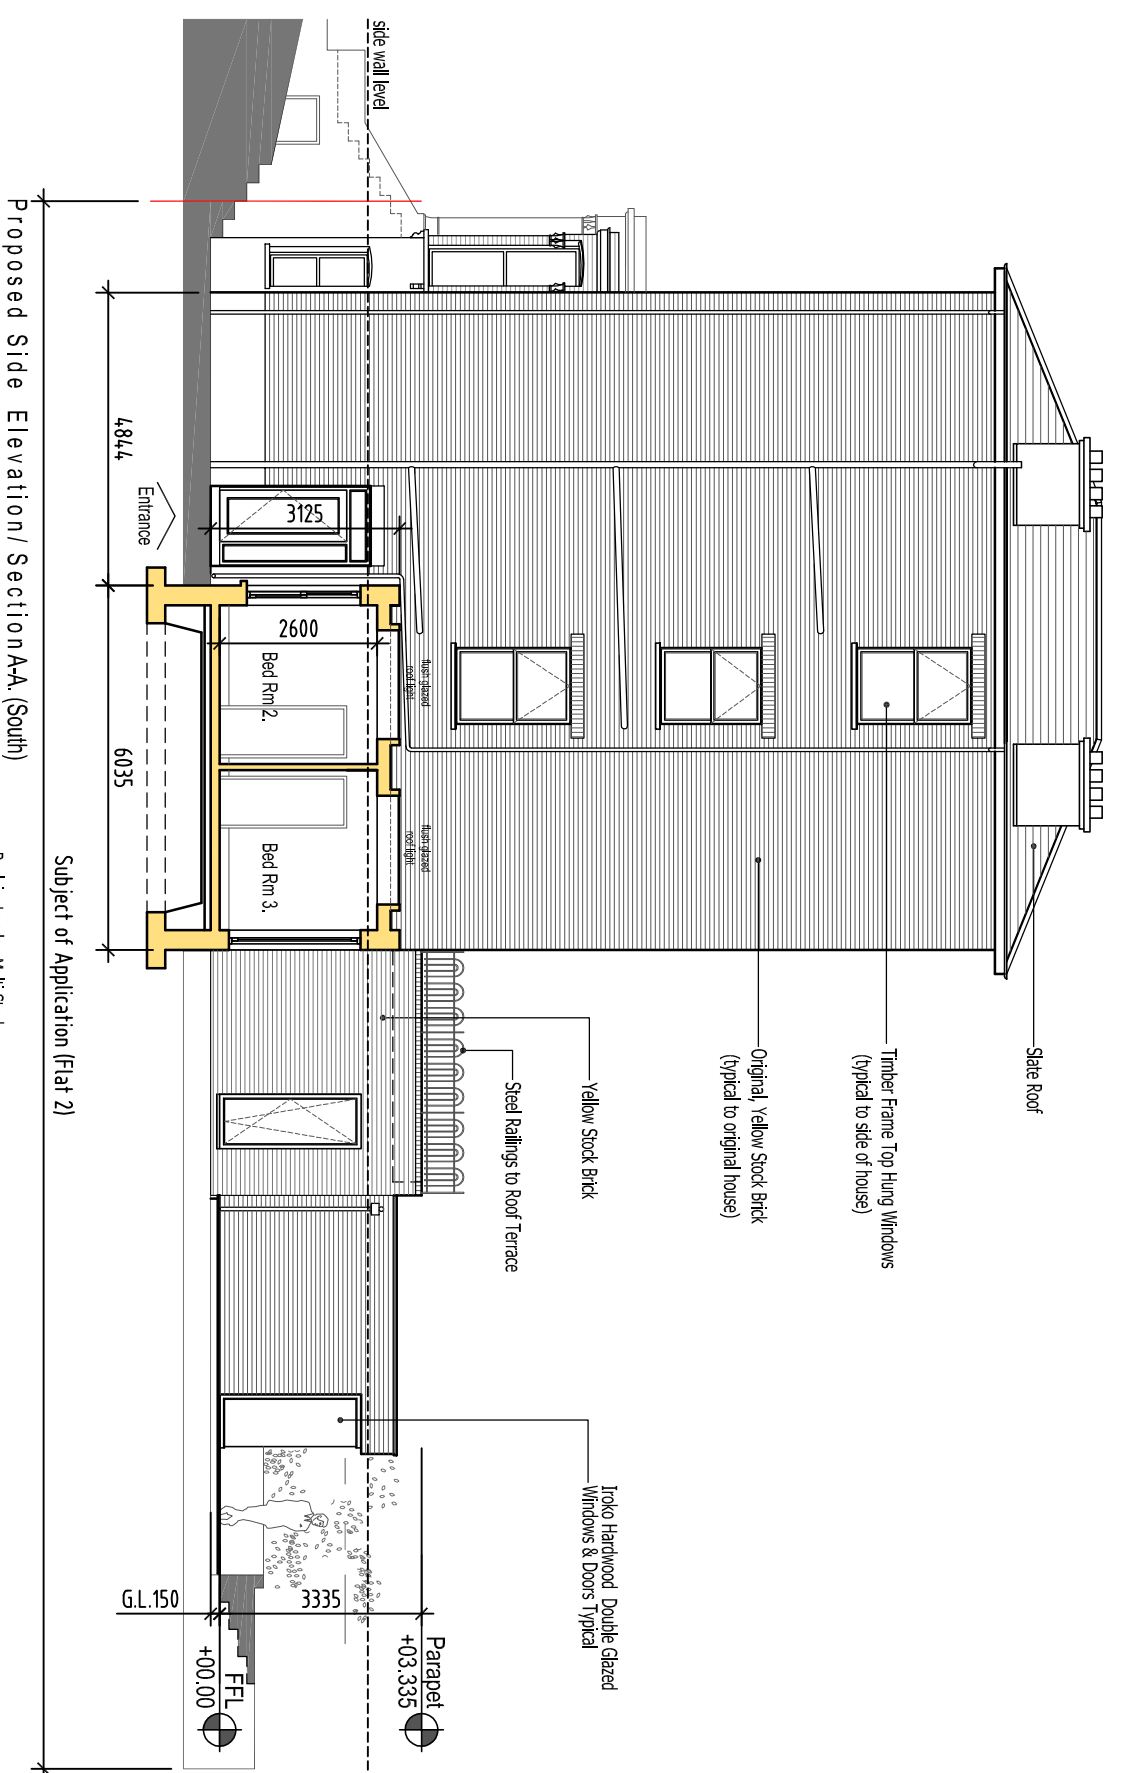 Slate Roof
Timber Frame Top Hung Windows
(typical to side of house)
Original, Yellow Stock Brick
(typical to original house)
Iroko Hardwood Double Glazed
Windows & Doors Typical
Yellow Stock Brick
Steel Railings to Roof Terrace
side wall level
flush glazed
roof light
flush glazed
roof light
Parapet
+03.335
3125
2600
3335
Bed Rm 2.
Bed Rm 3.
FFL
+00.00
Entrance
G.L.150
4844
6035
Subject of Application (Flat 2)
Proposed Side Elevation/ Section A-A. (South)